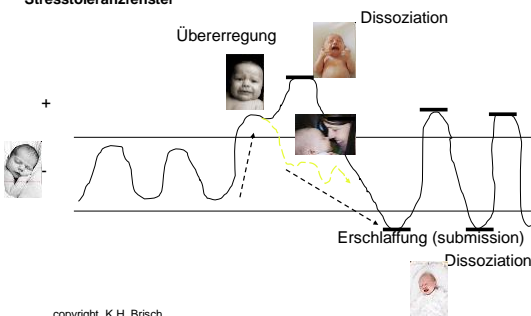 Stresstoleranzfenster
Dissoziation
Übererregung
+
-
Erschlaffung (submission)
Dissoziation
copyright K.H. Brisch